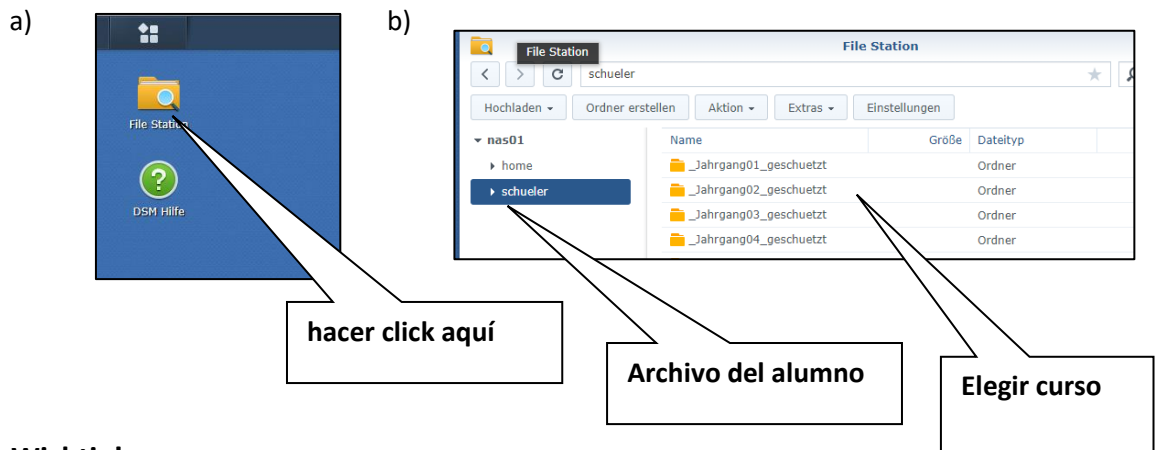 a)
File Station
DSM Hilfe
hacer click aquí
b)
File Station
File Station
schueler
Hochladen
Ordner erstellen
Aktion
Extras
Einstellungen
nas01
home
schueler
Name Größe Dateityp
_Jahrgang01_geschuetzt Ordner
_Jahrgang02_geschuetzt Ordner
_Jahrgang03_geschuetzt Ordner
_Jahrgang04_geschuetzt Ordner
Archivo del alumno
Elegir curso